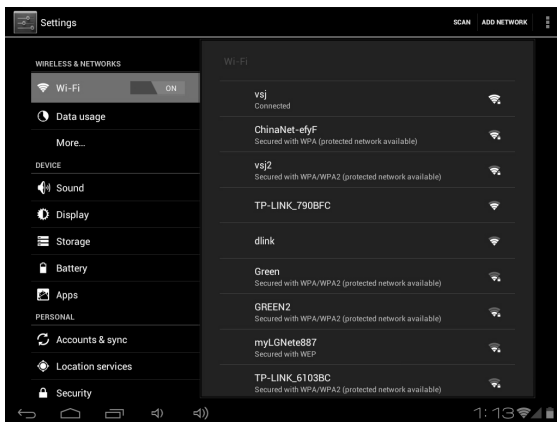 Settings
SCAN ADD NETWORK
WIRELESS & NETWORKS
Wi-Fi ON
Data usage
More...
DEVICE
Sound
Display
Storage
Battery
Apps
PERSONAL
Accounts & sync
Location services
Security
Wi-Fi
vsj
Connected
ChinaNet-efyF
Secured with WPA (protected network available)
vsj2
Secured with WPA/WPA2 (protected network available)
TP-LINK_790BFC
dlink
Green
Secured with WPA/WPA2 (protected network available)
GREEN2
Secured with WPA/WPA2 (protected network available)
myLGNete887
Secured with WEP
TP-LINK_6103BC
Secured with WPA/WPA2 (protected network available)
1:13